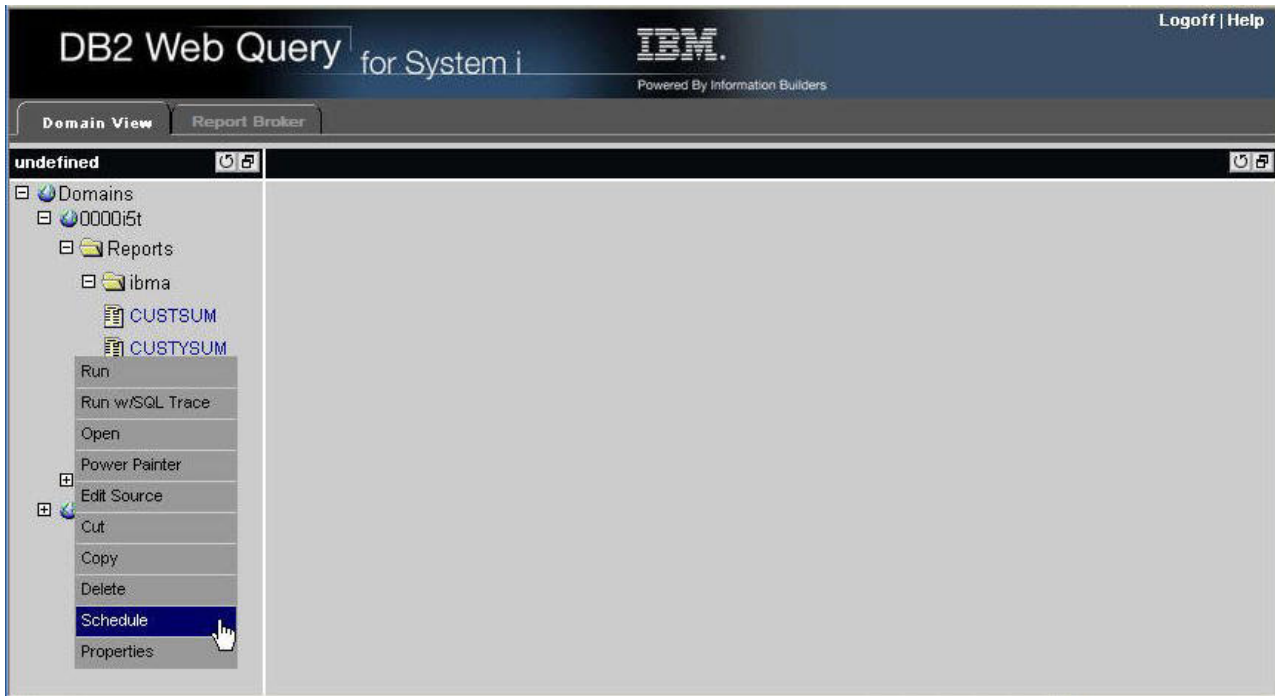 Logoff | Help
DB2 Web Query for System i
IBM.
Powered By Information Builders
Domain View
Report Broker
undefined
Domains
0000i5t
Reports
ibma
CUSTSUM
CUSTYSUM
Run
Run w/SQL Trace
Open
Power Painter
Edit Source
Cut
Copy
Delete
Schedule
Properties